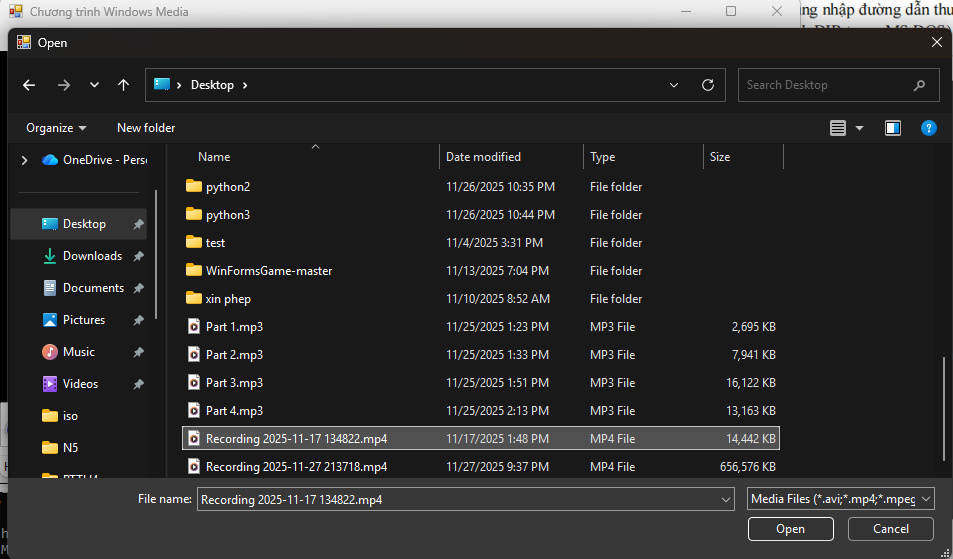 Chương trình Windows Media
ng nhập đường dẫn thu
Open
Desktop
Search Desktop
Organize
New folder
OneDrive - Perso
Name
Date modified
Type
Size
Desktop
Downloads
Documents
Pictures
Music
Videos
iso
N5
python2 11/26/2025 10:35 PM File folder
python3 11/26/2025 10:44 PM File folder
test 11/4/2025 3:31 PM File folder
WinFormsGame-master 11/13/2025 7:04 PM File folder
xin phep 11/10/2025 8:52 AM File folder
Part 1.mp3 11/25/2025 1:23 PM MP3 File 2,695 KB
Part 2.mp3 11/25/2025 1:33 PM MP3 File 7,941 KB
Part 3.mp3 11/25/2025 1:51 PM MP3 File 16,122 KB
Part 4.mp3 11/25/2025 2:13 PM MP3 File 13,163 KB
Recording 2025-11-17 134822.mp4 11/17/2025 1:48 PM MP4 File 14,442 KB
Recording 2025-11-27 213718.mp4 11/27/2025 9:37 PM MP4 File 656,576 KB
File name: Recording 2025-11-17 134822.mp4
Media Files (*.avi;*.mp4;*.mpeg
Open
Cancel